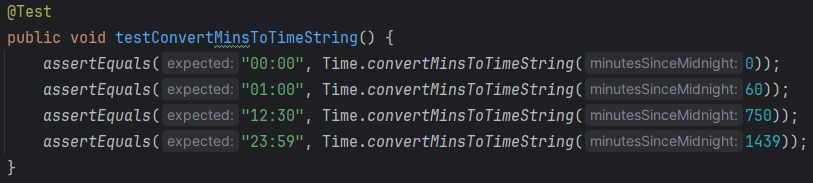 @Test
public void testConvertMinsToTimeString() {
assertEquals( expected: "00:00", Time.convertMinsToTimeString( minutesSinceMidnight: 0));
assertEquals( expected: "01:00", Time.convertMinsToTimeString( minutesSinceMidnight: 60));
assertEquals( expected: "12:30", Time.convertMinsToTimeString( minutesSinceMidnight: 750));
assertEquals( expected: "23:59", Time.convertMinsToTimeString( minutesSinceMidnight: 1439));
}